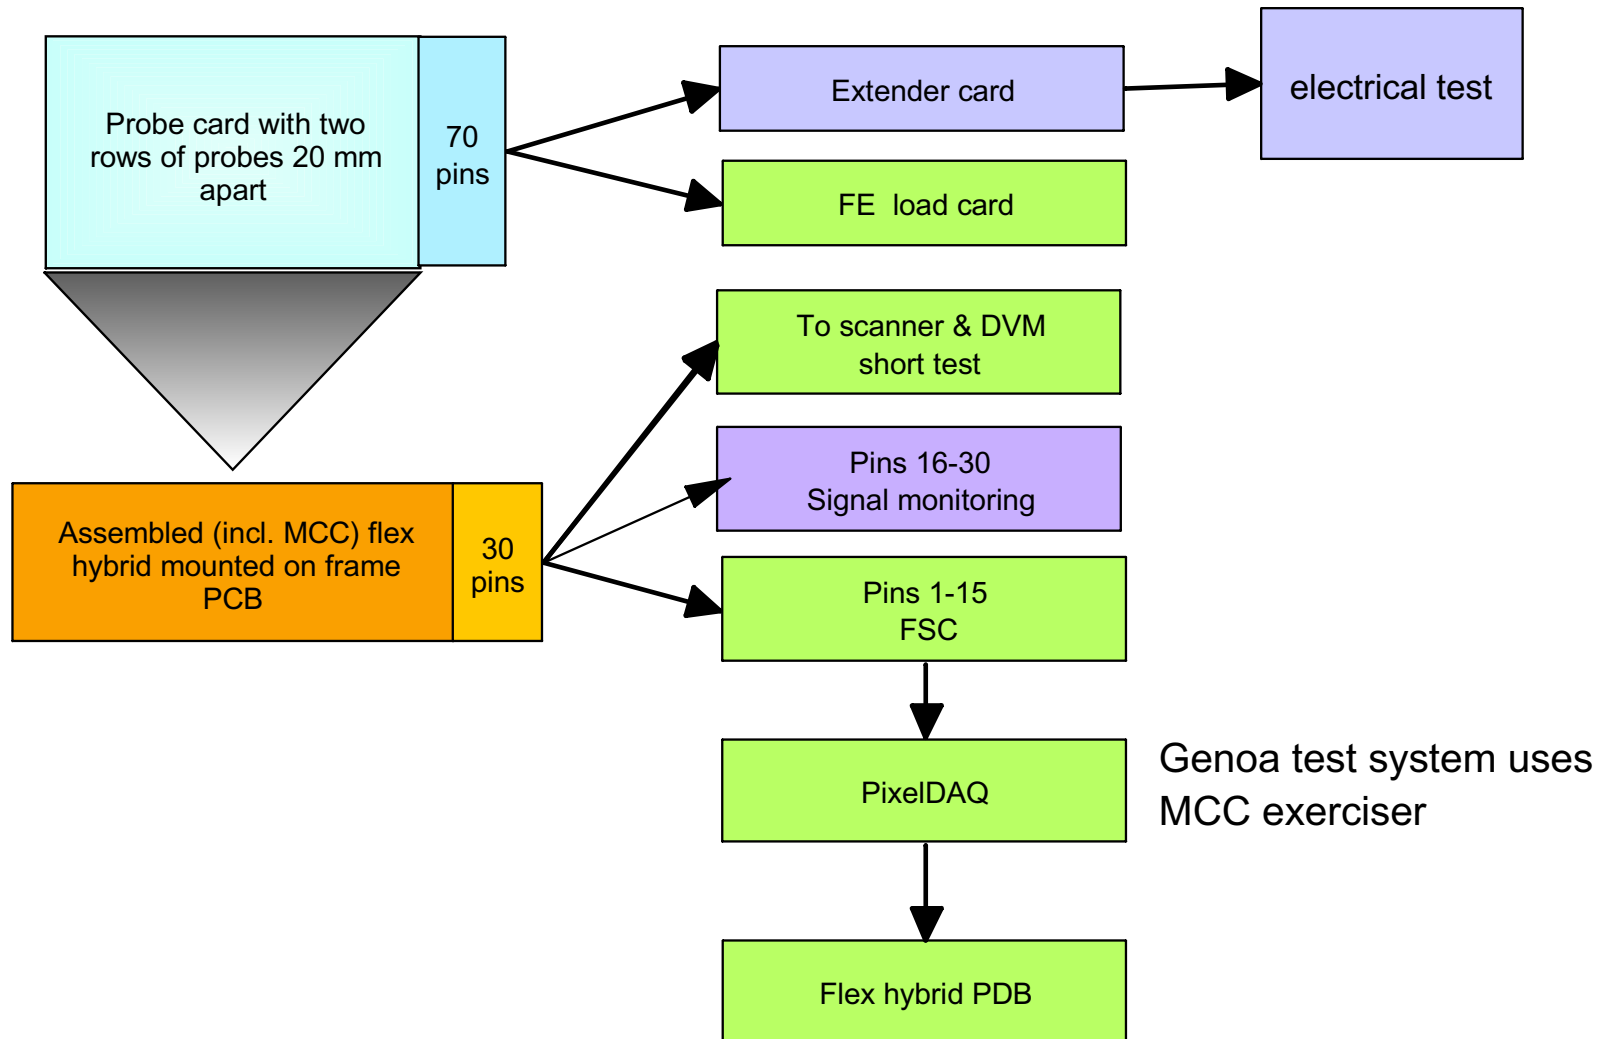 Probe card with two
rows of probes 20 mm
apart
70
pins
Extender card
electrical test
FE load card
To scanner & DVM
short test
Pins 16-30
Signal monitoring
Assembled (incl. MCC) flex
hybrid mounted on frame
PCB
30
pins
Pins 1-15
FSC
PixelDAQ
Genoa test system uses
MCC exerciser
Flex hybrid PDB